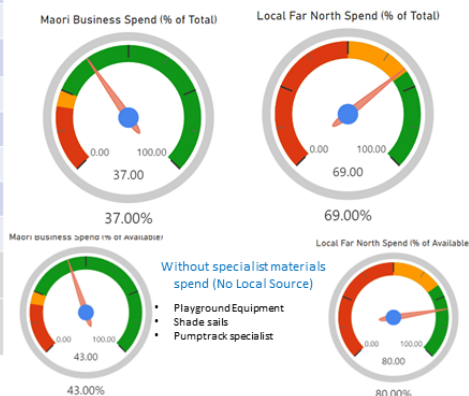 Maori Business Spend (% of Total)
Local Far North Spend (% of Total)
0.00 100.00
37.00
37.00%
0.00 100.00
69.00
69.00%
Maori Business Spend (% of Available)
0.00 100.00
43.00
43.00%
Without specialist materials
spend (No Local Source)
• Playground Equipment
• Shade sails
• Pumptrack specialist
Local Far North Spend (% of Available
0.00 100.00
80.00
80.00%